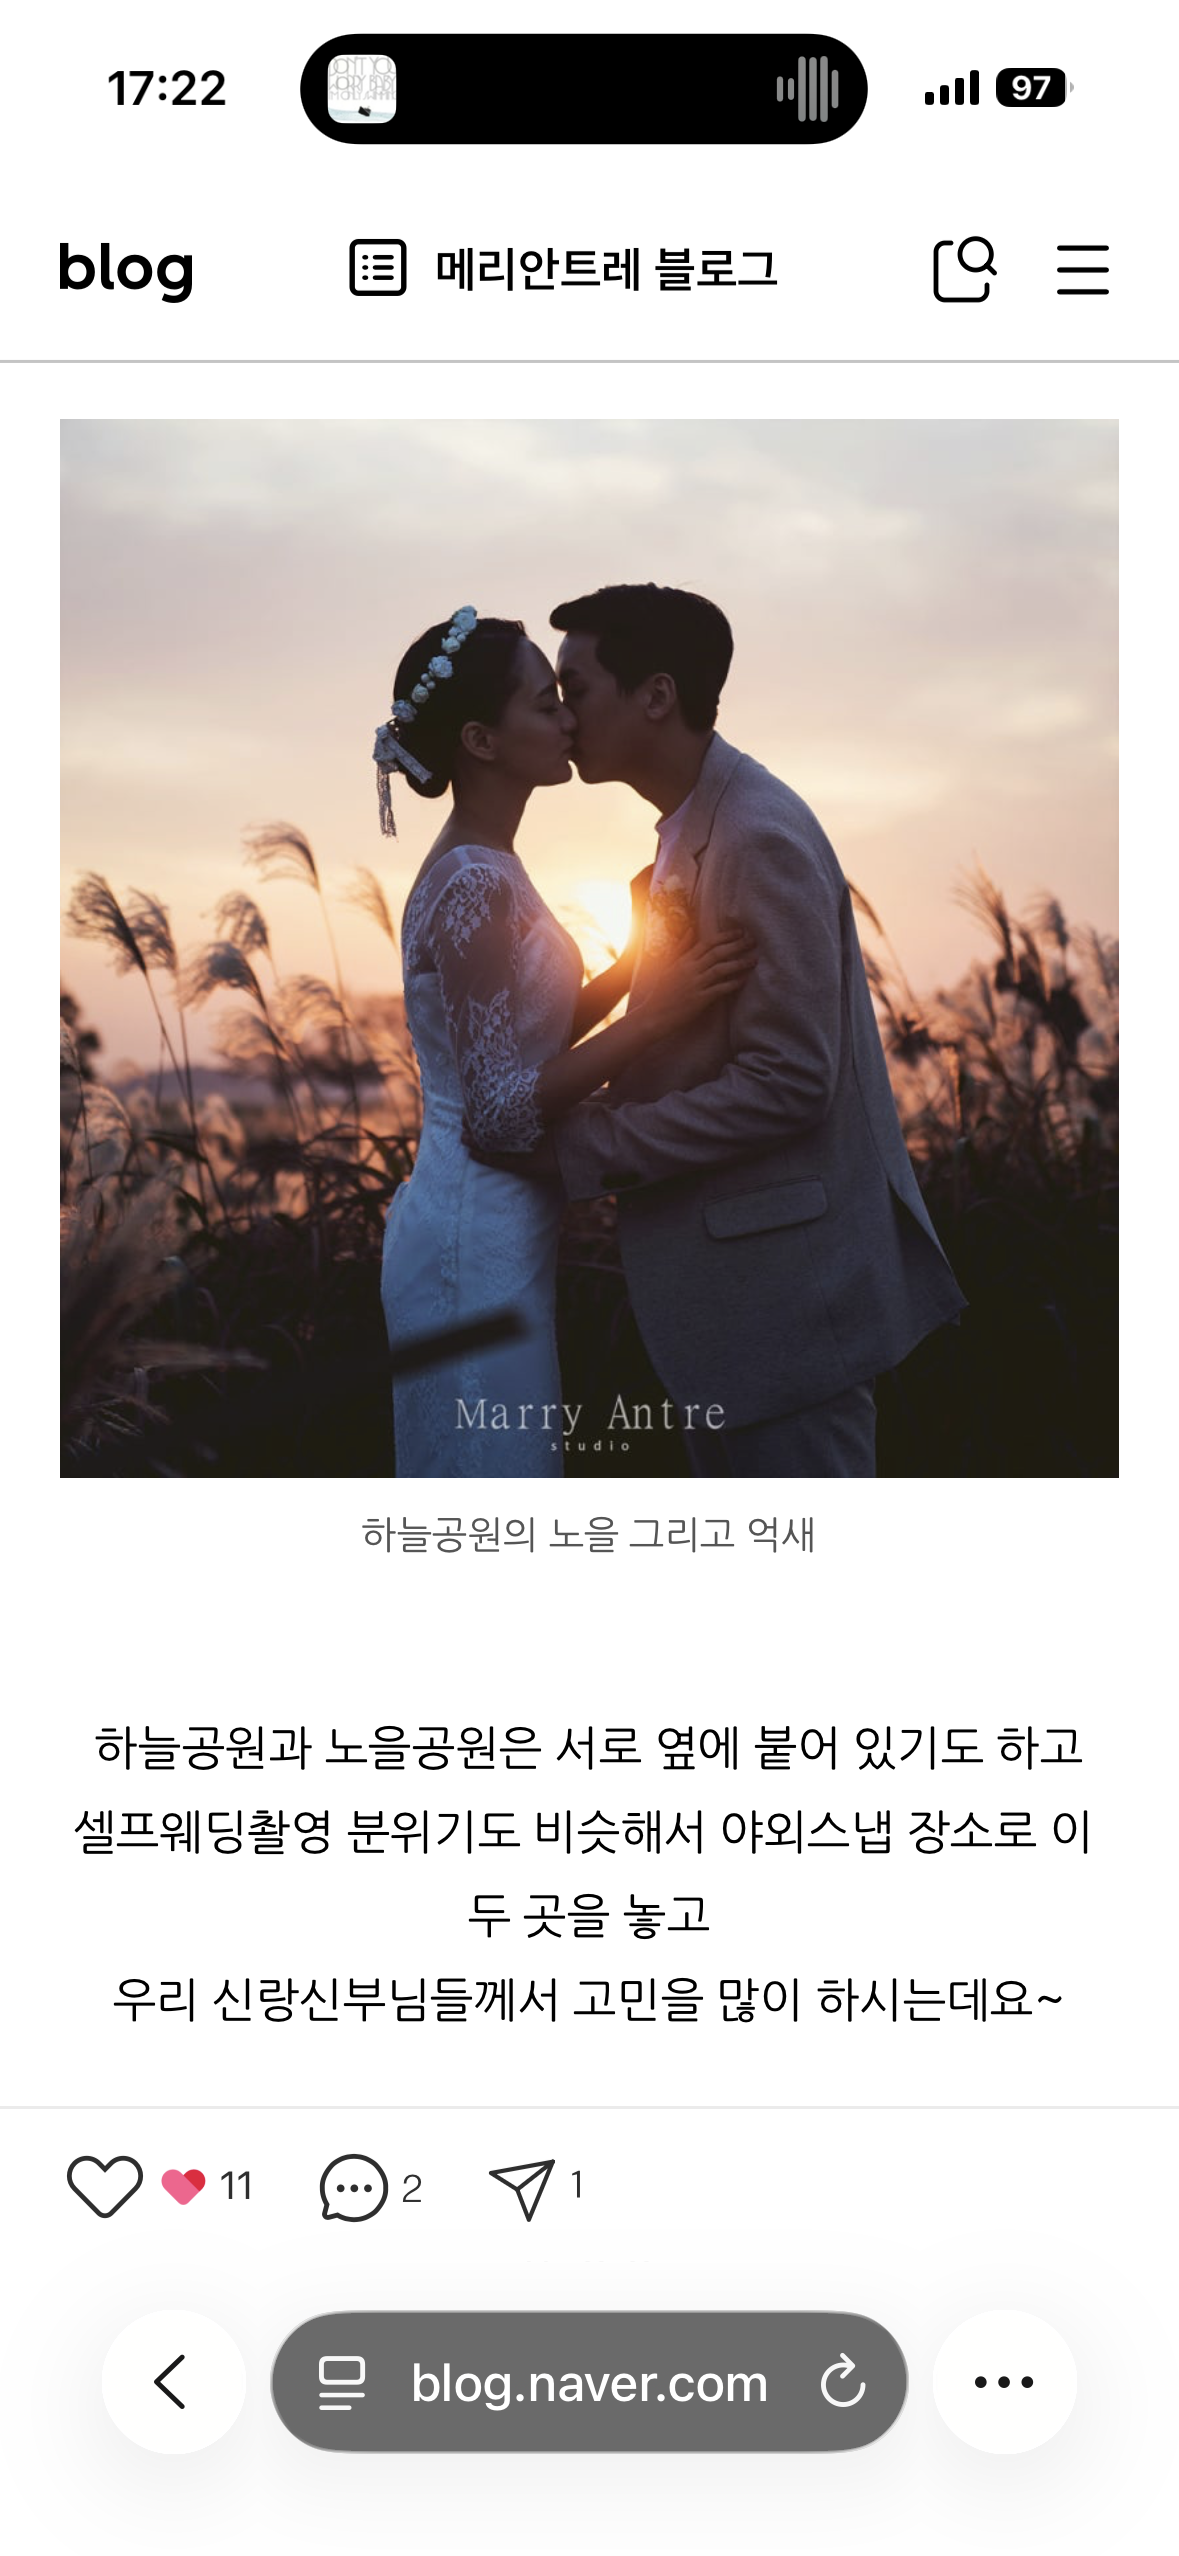 17:22
97
blog
메리안트레 블로그
Marry Antre
studio
하늘공원의 노을 그리고 억새
하늘공원과 노을공원은 서로 옆에 붙어 있기도 하고
셀프웨딩촬영 분위기도 비슷해서 야외스냅 장소로 이
두 곳을 놓고
우리 신랑신부님들께서 고민을 많이 하시는데요~
11
2
1
blog.naver.com